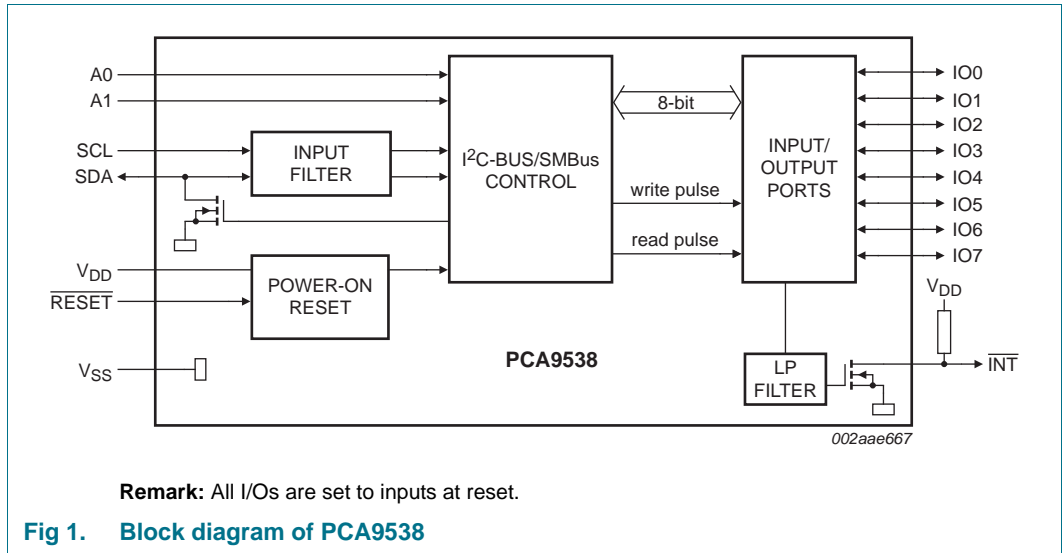 A0
A1
SCL
SDA
VDD
RESET
VSS
INPUT
FILTER
POWER-ON
RESET
I2C-BUS/SMBus
CONTROL
8-bit
write pulse
read pulse
INPUT/
OUTPUT
PORTS
IO0
IO1
IO2
IO3
IO4
IO5
IO6
IO7
VDD
INT
LP
FILTER
PCA9538
002aae667
Remark: All I/Os are set to inputs at reset.
Fig 1. Block diagram of PCA9538